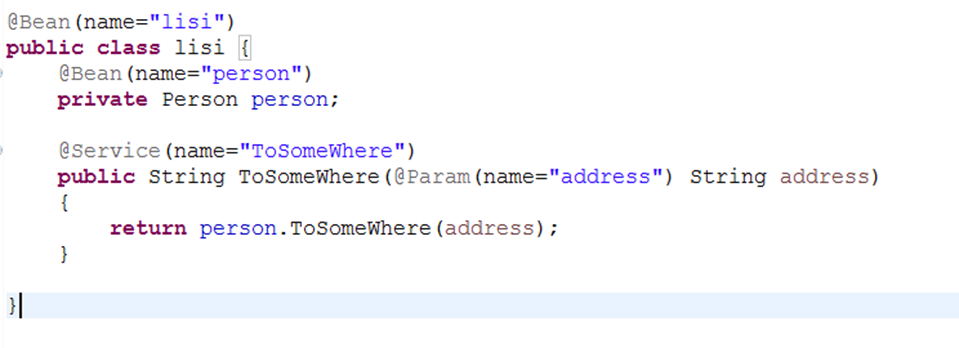 @Bean(name="lisi")
public class lisi {
    @Bean(name="person")
    private Person person;
    @Service(name="ToSomeWhere")
    public String ToSomeWhere(@Param(name="address") String address)
    {
        return person.ToSomeWhere(address);
    }
}